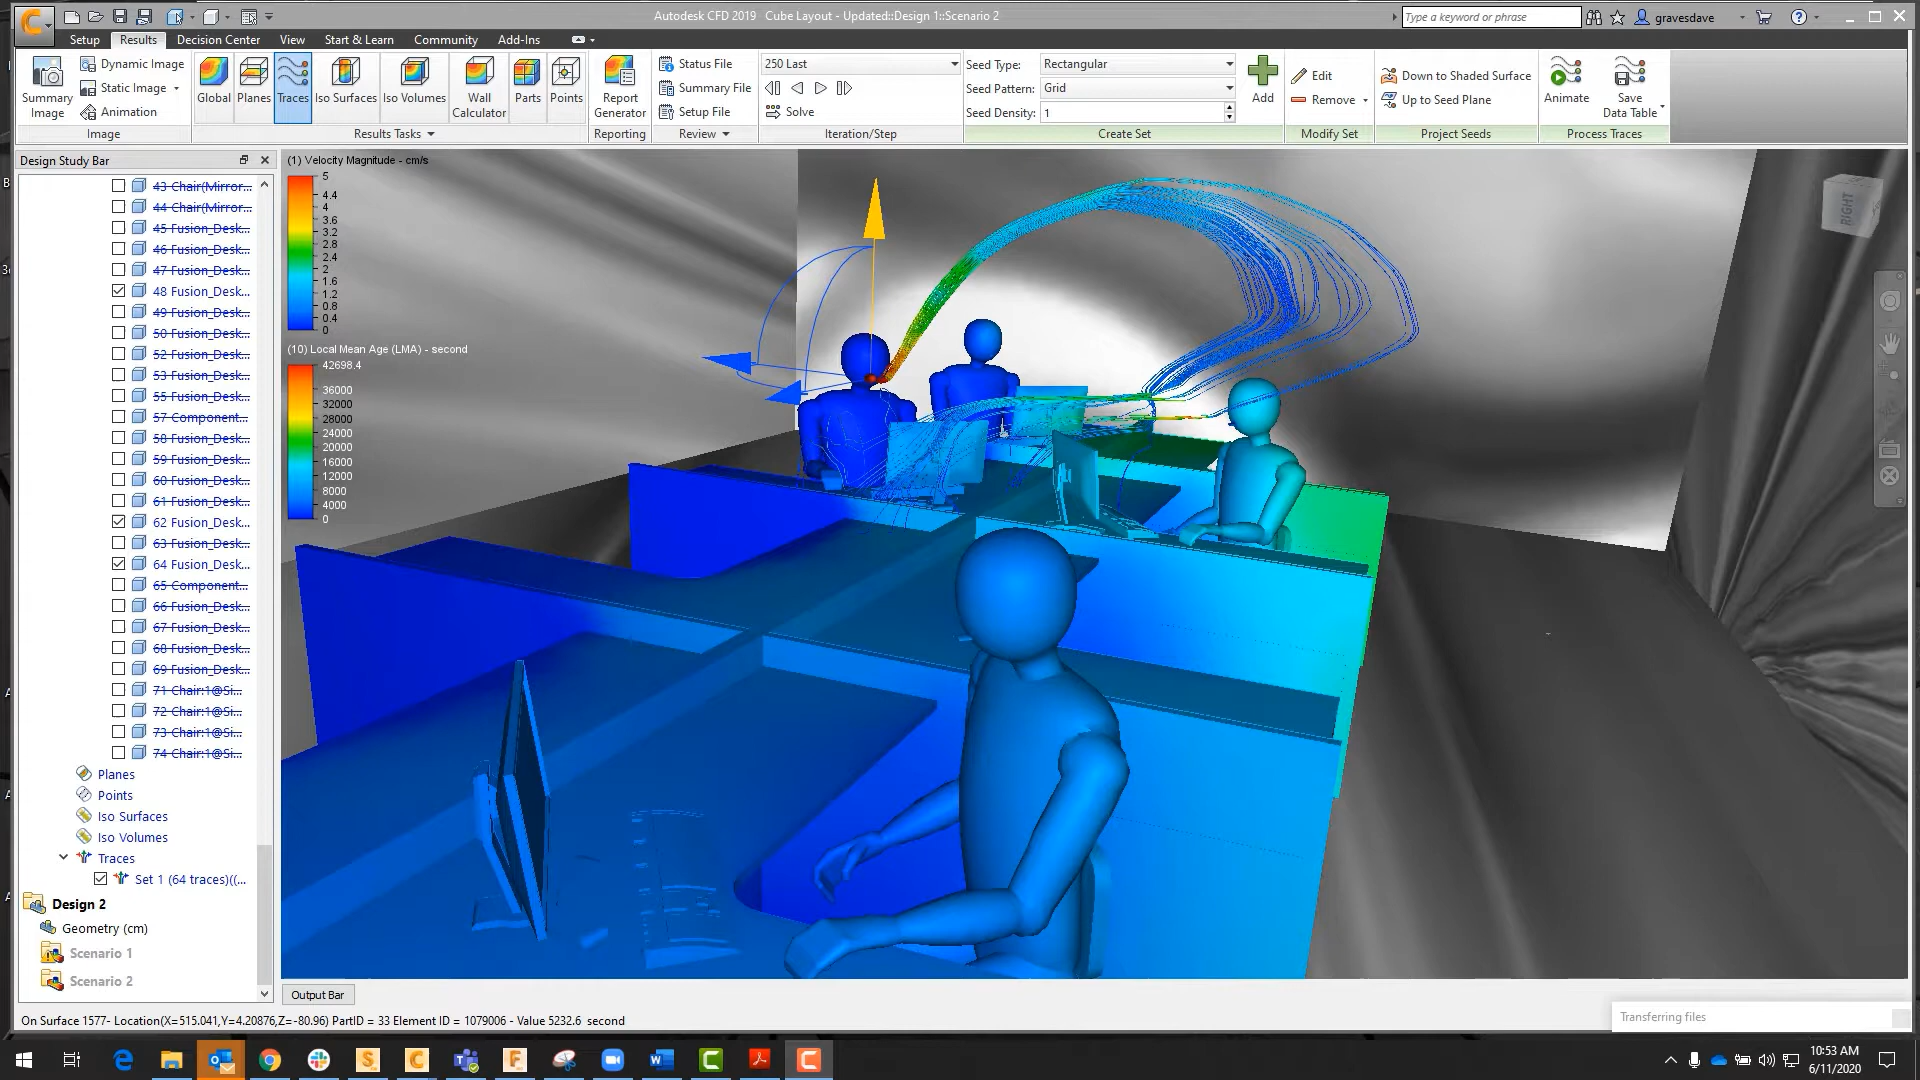 Autodesk CFD 2019   Cube Layout - Updated::Design 1::Scenario 2
Type a keyword or phrase
gravesdave
Setup
Results
Decision Center
View
Start & Learn
Community
Add-Ins
Summary Image
Dynamic Image
Static Image
Animation
Image
Global
Planes
Traces
Iso Surfaces
Iso Volumes
Wall Calculator
Parts
Points
Results Tasks
Report Generator
Reporting
Status File
Summary File
Setup File
Review
250 Last
Solve
Iteration/Step
Seed Type:
Rectangular
Seed Pattern:
Grid
Seed Density:
1
Create Set
Add
Edit
Remove
Modify Set
Down to Shaded Surface
Up to Seed Plane
Project Seeds
Animate
Save Data Table
Process Traces
Design Study Bar
43 Chair(Mirror...
44 Chair(Mirror...
45 Fusion_Desk...
46 Fusion_Desk...
47 Fusion_Desk...
48 Fusion_Desk...
49 Fusion_Desk...
50 Fusion_Desk...
52 Fusion_Desk...
53 Fusion_Desk...
55 Fusion_Desk...
57 Component...
58 Fusion_Desk...
59 Fusion_Desk...
60 Fusion_Desk...
61 Fusion_Desk...
62 Fusion_Desk...
63 Fusion_Desk...
64 Fusion_Desk...
65 Component...
66 Fusion_Desk...
67 Fusion_Desk...
68 Fusion_Desk...
69 Fusion_Desk...
71 Chair:1@Si...
72 Chair:1@Si...
73 Chair:1@Si...
74 Chair:1@Si...
Planes
Points
Iso Surfaces
Iso Volumes
Traces
Set 1 (64 traces)((...
Design 2
Geometry (cm)
Scenario 1
Scenario 2
(1) Velocity Magnitude - cm/s
5
4.4
4
3.6
3.2
2.8
2.4
2
1.6
1.2
0.8
0.4
0
(10) Local Mean Age (LMA) - second
42698.4
36000
32000
28000
24000
20000
16000
12000
8000
4000
0
RIGHT
Output Bar
On Surface 1577- Location(X=515.041,Y=4.20876,Z=-80.96) PartID = 33 Element ID = 1079006 - Value 5232.6  second
Transferring files
10:53 AM
6/11/2020